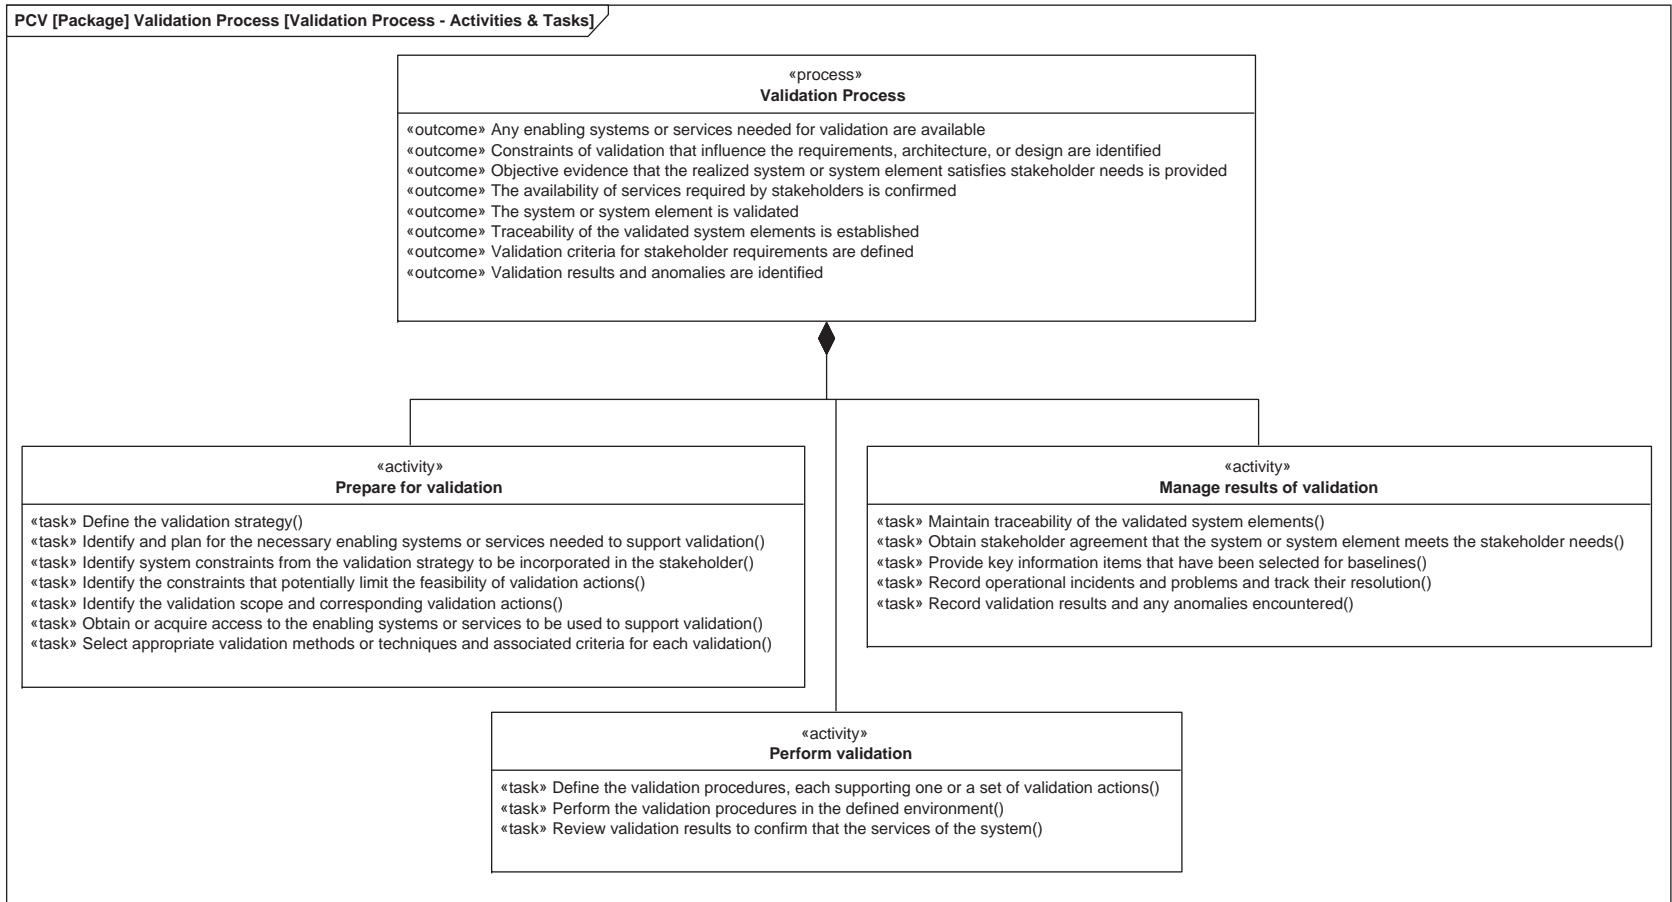 PCV [Package] Validation Process [Validation Process - Activities & Tasks]
«process»
Validation Process
«outcome» Any enabling systems or services needed for validation are available
«outcome» Constraints of validation that influence the requirements, architecture, or design are identified
«outcome» Objective evidence that the realized system or system element satisfies stakeholder needs is provided
«outcome» The availability of services required by stakeholders is confirmed
«outcome» The system or system element is validated
«outcome» Traceability of the validated system elements is established
«outcome» Validation criteria for stakeholder requirements are defined
«outcome» Validation results and anomalies are identified
«activity»
Prepare for validation
«task» Define the validation strategy()
«task» Identify and plan for the necessary enabling systems or services needed to support validation()
«task» Identify system constraints from the validation strategy to be incorporated in the stakeholder()
«task» Identify the constraints that potentially limit the feasibility of validation actions()
«task» Identify the validation scope and corresponding validation actions()
«task» Obtain or acquire access to the enabling systems or services to be used to support validation()
«task» Select appropriate validation methods or techniques and associated criteria for each validation()
«activity»
Manage results of validation
«task» Maintain traceability of the validated system elements()
«task» Obtain stakeholder agreement that the system or system element meets the stakeholder needs()
«task» Provide key information items that have been selected for baselines()
«task» Record operational incidents and problems and track their resolution()
«task» Record validation results and any anomalies encountered()
«activity»
Perform validation
«task» Define the validation procedures, each supporting one or a set of validation actions()
«task» Perform the validation procedures in the defined environment()
«task» Review validation results to confirm that the services of the system()